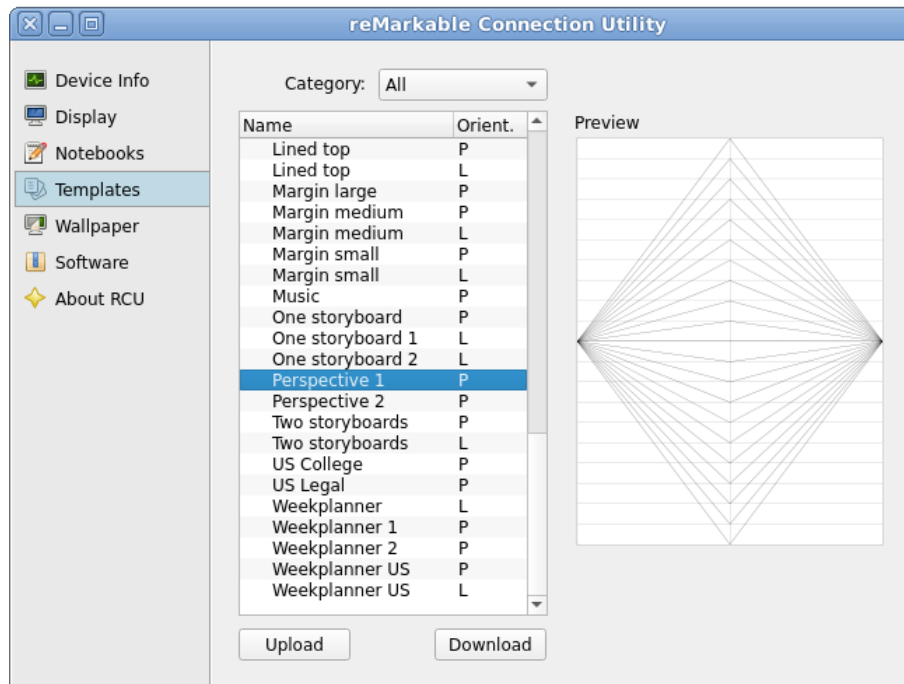 reMarkable Connection Utility
Device Info
Display
Notebooks
Templates
Wallpaper
Software
About RCU
Category: All
Name Orient.
Lined top P
Lined top L
Margin large P
Margin medium P
Margin medium L
Margin small P
Margin small L
Music P
One storyboard P
One storyboard 1 L
One storyboard 2 L
Perspective 1 P
Perspective 2 P
Two storyboards P
Two storyboards L
US College P
US Legal P
Weekplanner L
Weekplanner 1 P
Weekplanner 2 P
Weekplanner US P
Weekplanner US L
Upload Download
Preview